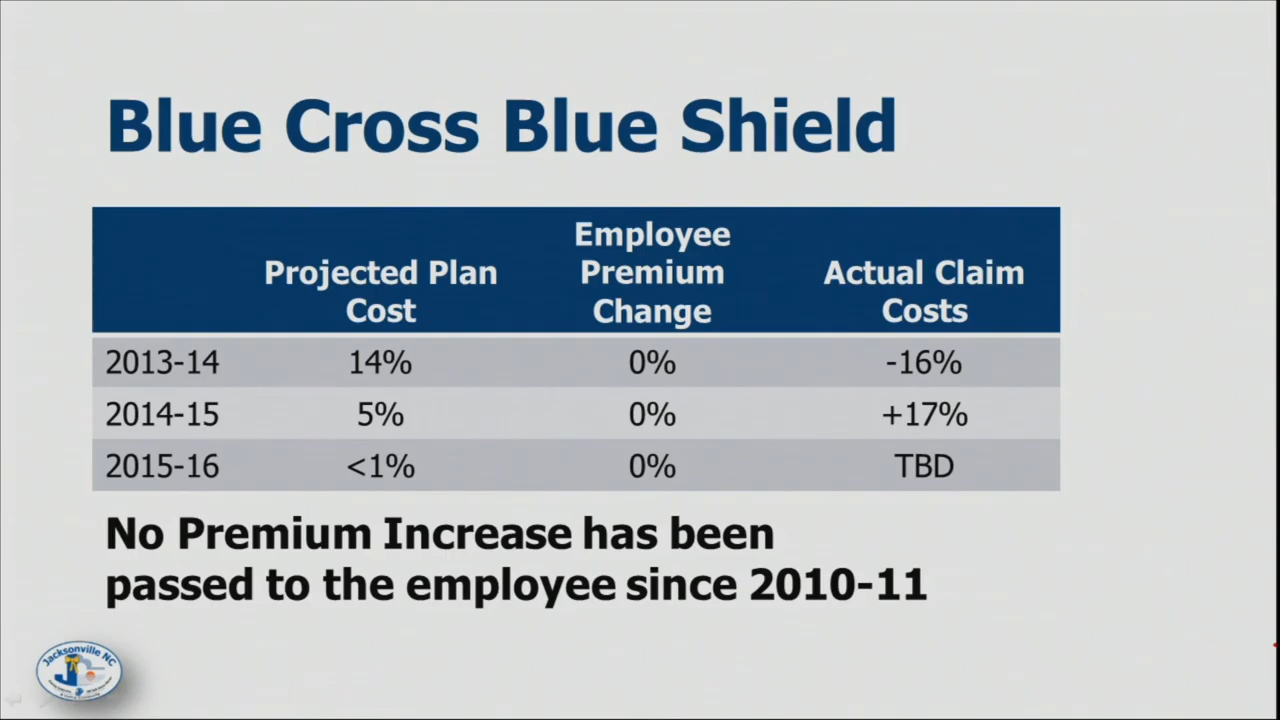 Blue Cross Blue Shield
Projected Plan Cost
Employee Premium Change
Actual Claim Costs
2013-14 14% 0% -16%
2014-15 5% 0% +17%
2015-16 <1% 0% TBD
No Premium Increase has been
passed to the employee since 2010-11
Jacksonville NC